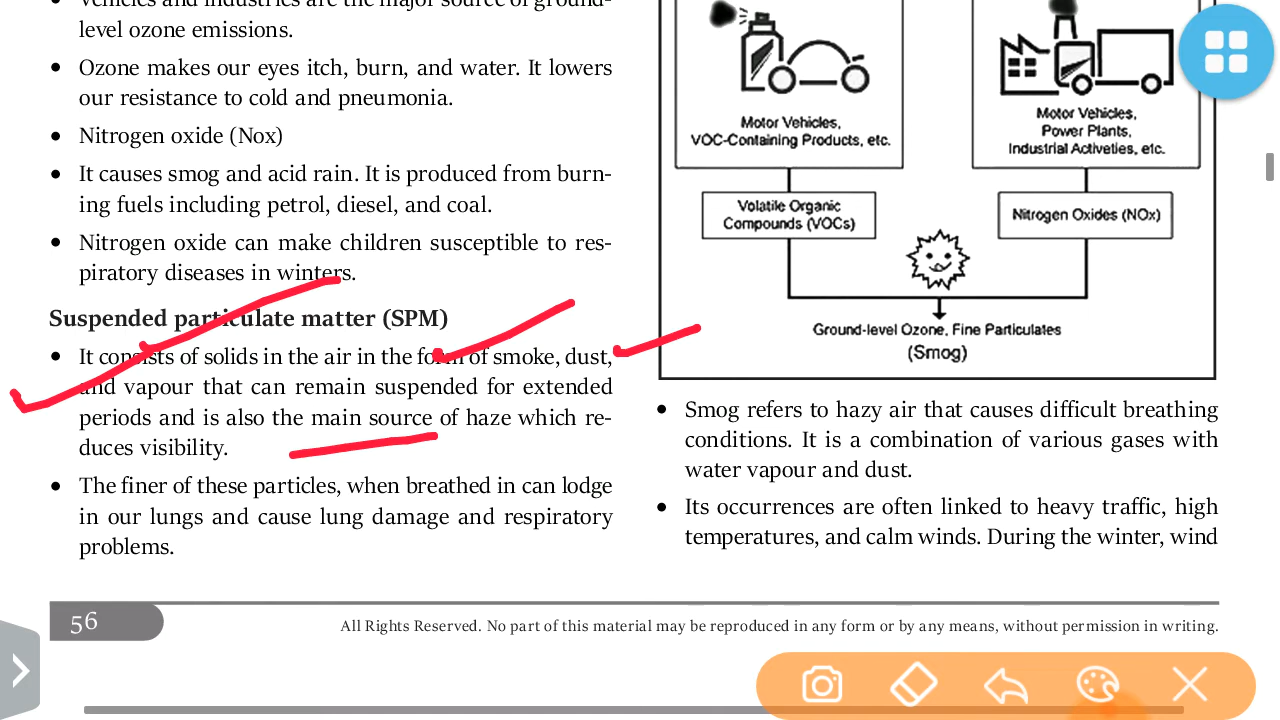 Vehicles and industries are the major source of ground-
level ozone emissions.
• Ozone makes our eyes itch, burn, and water. It lowers
our resistance to cold and pneumonia.
• Nitrogen oxide (Nox)
• It causes smog and acid rain. It is produced from burn-
ing fuels including petrol, diesel, and coal.
• Nitrogen oxide can make children susceptible to res-
piratory diseases in winters.
Suspended particulate matter (SPM)
• It consists of solids in the air in the form of smoke, dust,
and vapour that can remain suspended for extended
periods and is also the main source of haze which re-
duces visibility.
• The finer of these particles, when breathed in can lodge
in our lungs and cause lung damage and respiratory
problems.
Motor Vehicles,
VOC-Containing Products, etc.
Motor Vehicles,
Power Plants,
Industrial Activeties, etc.
Volatile Organic
Compounds (VOCs)
Nitrogen Oxides (NOx)
Ground-level Ozone, Fine Particulates
(Smog)
• Smog refers to hazy air that causes difficult breathing
conditions. It is a combination of various gases with
water vapour and dust.
• Its occurrences are often linked to heavy traffic, high
temperatures, and calm winds. During the winter, wind
56
All Rights Reserved. No part of this material may be reproduced in any form or by any means, without permission in writing.